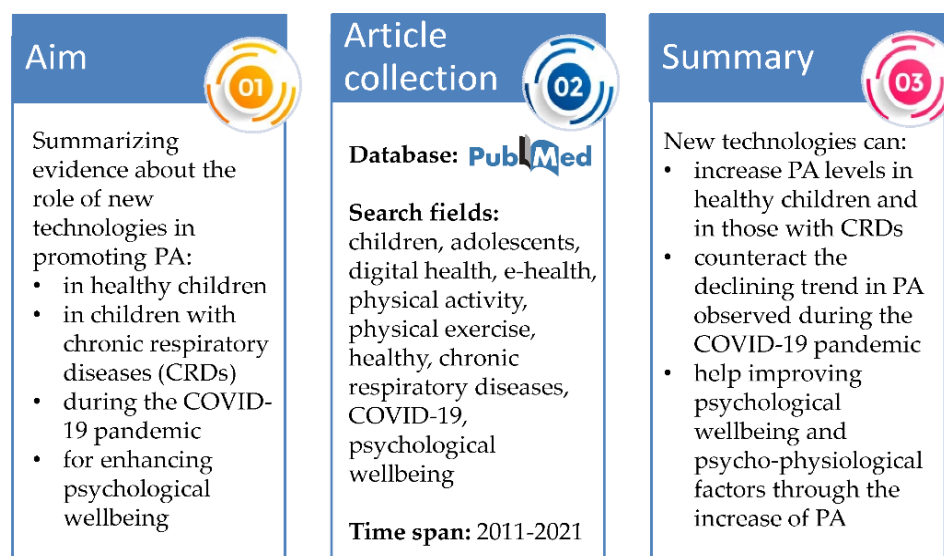 Aim
01
Summarizing
evidence about the
role of new
technologies in
promoting PA:
• in healthy children
• in children with
chronic respiratory
diseases (CRDs)
• during the COVID-
19 pandemic
• for enhancing
psychological
wellbeing
Article
collection
02
Database: PubMed
Search fields:
children, adolescents,
digital health, e-health,
physical activity,
physical exercise,
healthy, chronic
respiratory diseases,
COVID-19,
psychological
wellbeing
Time span: 2011-2021
Summary
03
New technologies can:
• increase PA levels in
healthy children and
in those with CRDs
• counteract the
declining trend in PA
observed during the
COVID-19 pandemic
• help improving
psychological
wellbeing and
psycho-physiological
factors through the
increase of PA